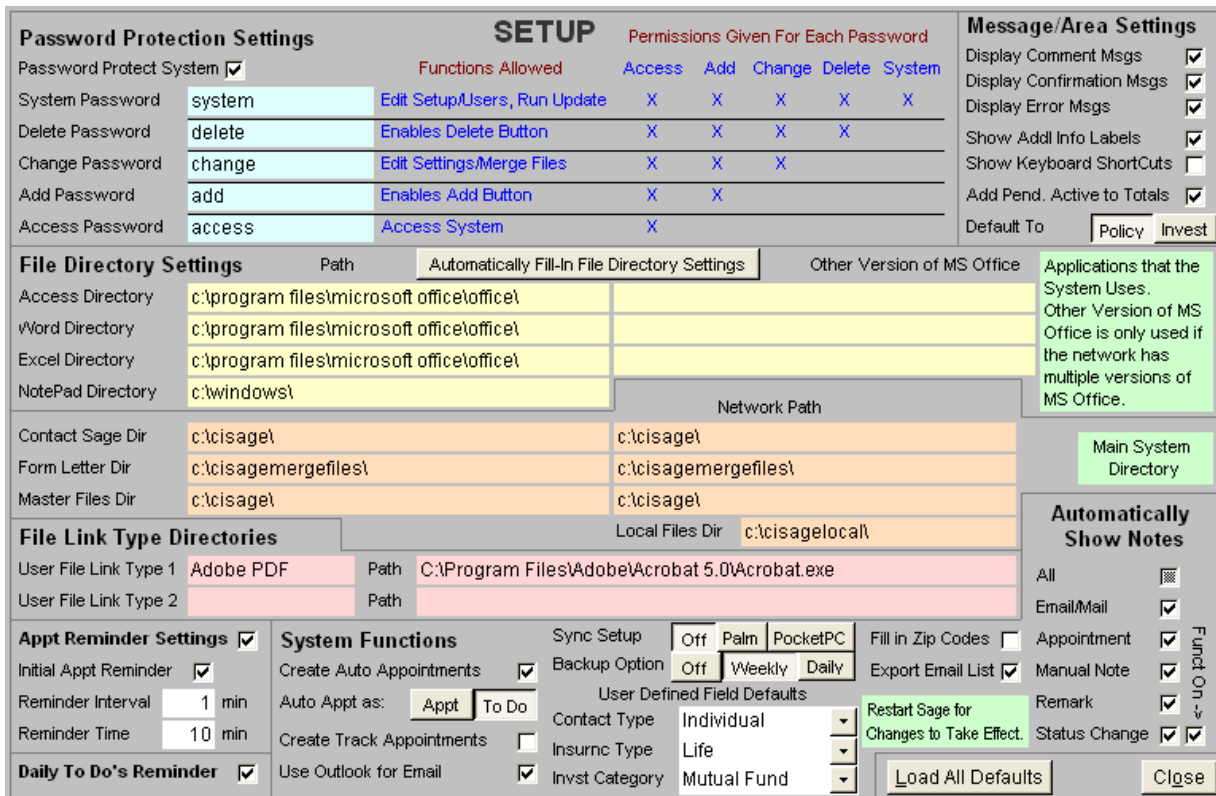 Password Protection Settings
SETUP
Permissions Given For Each Password
Password Protect System
Functions Allowed
Access Add Change Delete System
System Password system Edit Setup/Users, Run Update X X X X X
Delete Password delete Enables Delete Button X X X X
Change Password change Edit Settings/Merge Files X X X
Add Password add Enables Add Button X X
Access Password access Access System X
Message/Area Settings
Display Comment Msgs
Display Confirmation Msgs
Display Error Msgs
Show Addl Info Labels
Show Keyboard ShortCuts
Add Pend. Active to Totals
Default To Policy Invest
File Directory Settings Path Automatically Fill-In File Directory Settings Other Version of MS Office
Access Directory c:\program files\microsoft office\office\
Word Directory c:\program files\microsoft office\office\
Excel Directory c:\program files\microsoft office\office\
NotePad Directory c:\windows\
Applications that the
System Uses.
Other Version of MS
Office is only used if
the network has
multiple versions of
MS Office.
Network Path
Contact Sage Dir c:\cisage\ c:\cisage\
Form Letter Dir c:\cisagemergefiles\ c:\cisagemergefiles\
Master Files Dir c:\cisage\ c:\cisage\
Main System
Directory
Local Files Dir c:\cisagelocal\
File Link Type Directories
User File Link Type 1 Adobe PDF Path C:\Program Files\Adobe\Acrobat 5.0\Acrobat.exe
User File Link Type 2 Path
Automatically
Show Notes
All
Email/Mail
Appointment
Manual Note
Remark
Status Change
Funct On ->
Appt Reminder Settings
Initial Appt Reminder
Reminder Interval 1 min
Reminder Time 10 min
Daily To Do's Reminder
System Functions
Create Auto Appointments
Auto Appt as: Appt To Do
Create Track Appointments
Use Outlook for Email
Sync Setup Off Palm PocketPC
Backup Option Off Weekly Daily
User Defined Field Defaults
Contact Type Individual
Insurnc Type Life
Invst Category Mutual Fund
Fill in Zip Codes
Export Email List
Restart Sage for
Changes to Take Effect.
Load All Defaults
Close